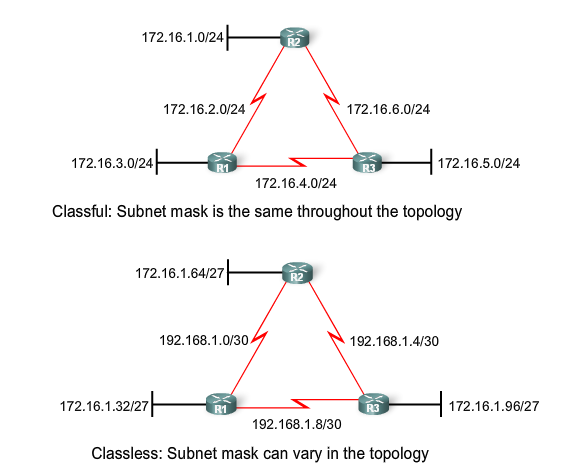 172.16.1.0/24
R2
172.16.2.0/24
172.16.6.0/24
172.16.3.0/24
R1
R3
172.16.5.0/24
172.16.4.0/24
Classful: Subnet mask is the same throughout the topology
172.16.1.64/27
R2
192.168.1.0/30
192.168.1.4/30
172.16.1.32/27
R1
R3
172.16.1.96/27
192.168.1.8/30
Classless: Subnet mask can vary in the topology